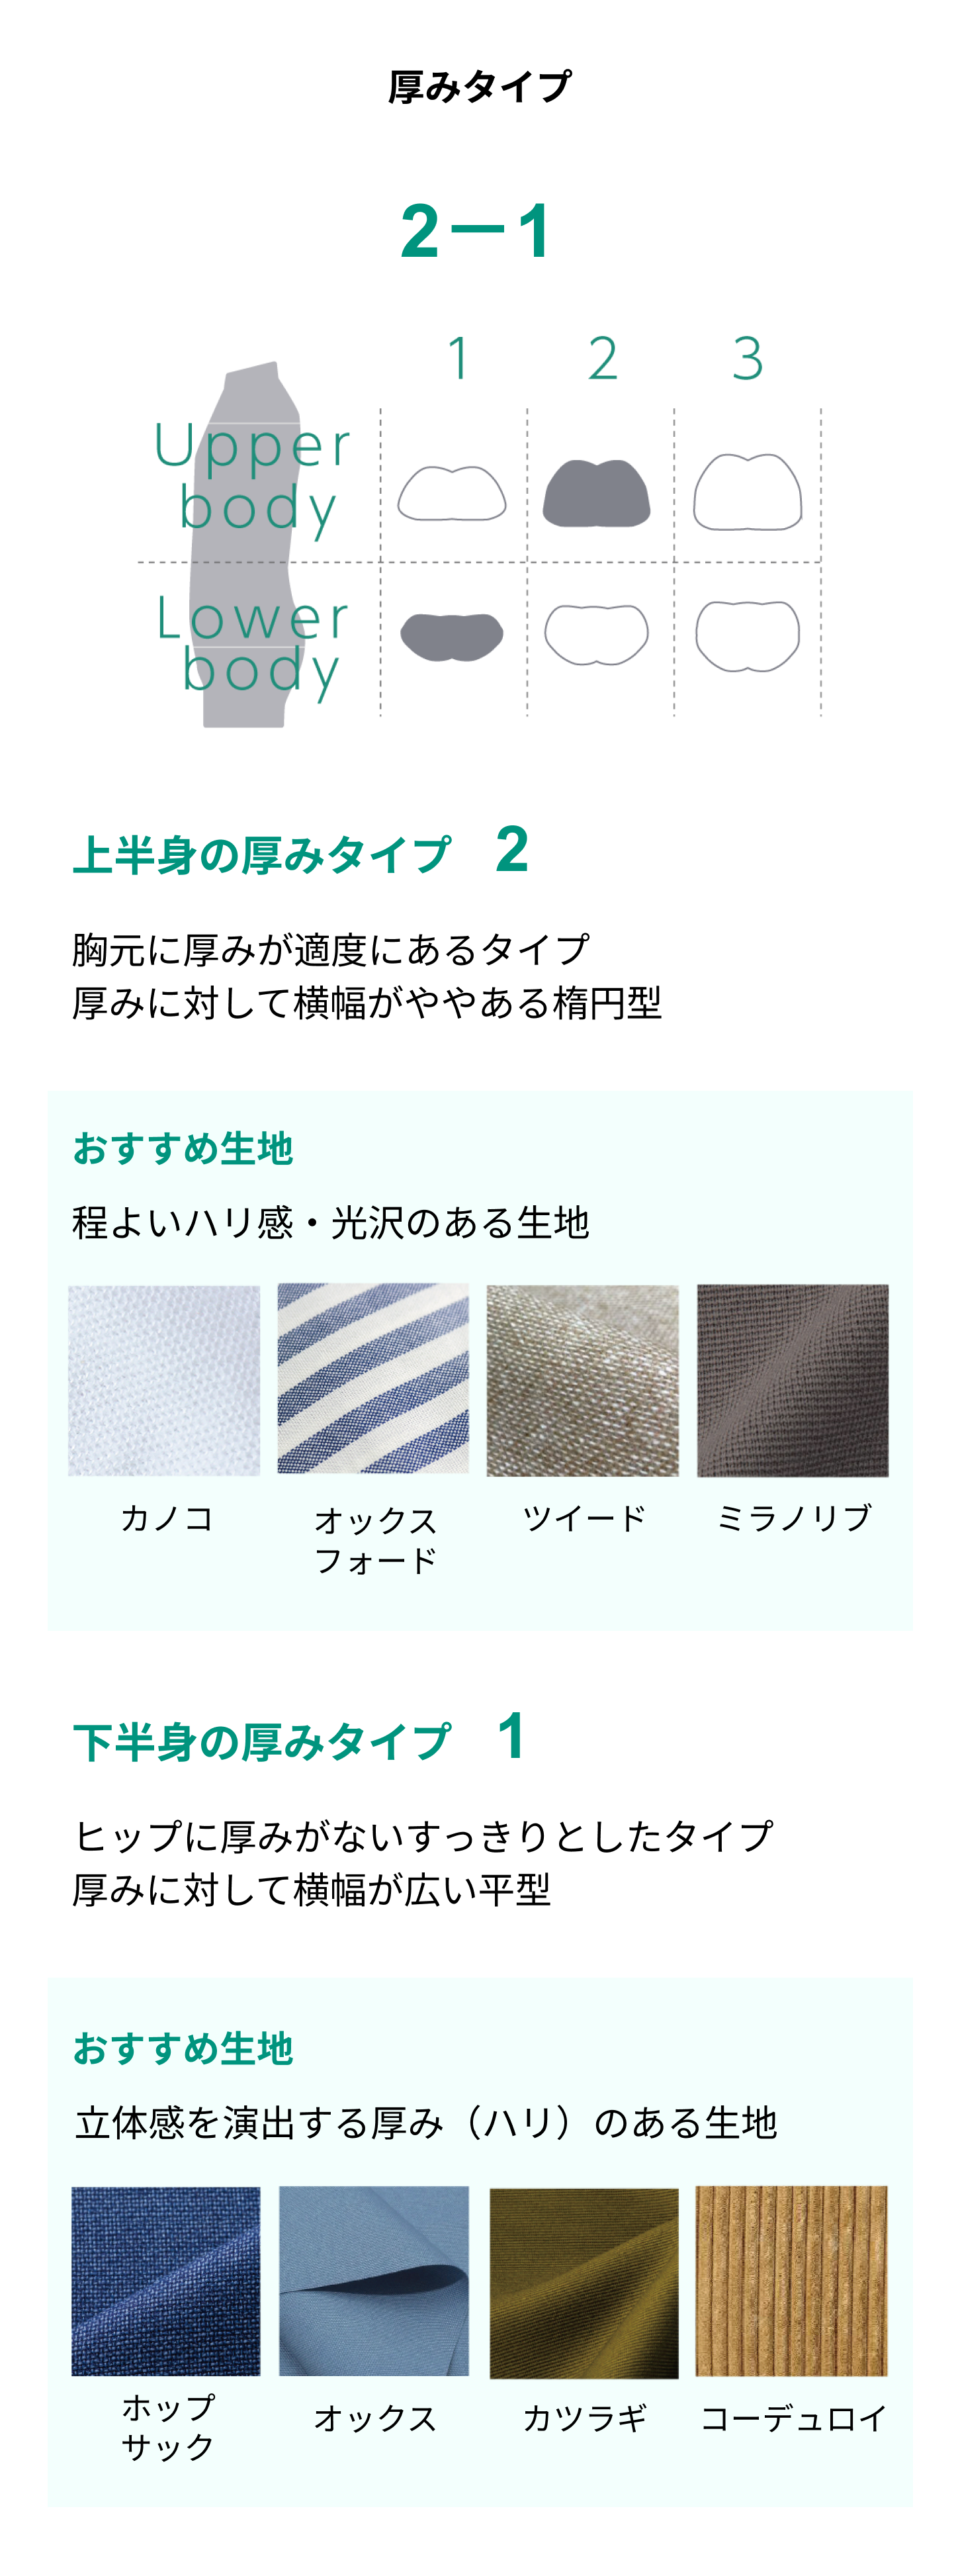 厚みタイプ
2ー1
1 2 3
Upper
body
Lower
body
上半身の厚みタイプ 2
胸元に厚みが適度にあるタイプ
厚みに対して横幅がややある楕円型
おすすめ生地
程よいハリ感・光沢のある生地
カノコ
オックス
フォード
ツイード
ミラノリブ
下半身の厚みタイプ 1
ヒップに厚みがないすっきりとしたタイプ
厚みに対して横幅が広い平型
おすすめ生地
立体感を演出する厚み（ハリ）のある生地
ホップ
サック
オックス
カツラギ
コーデュロイ